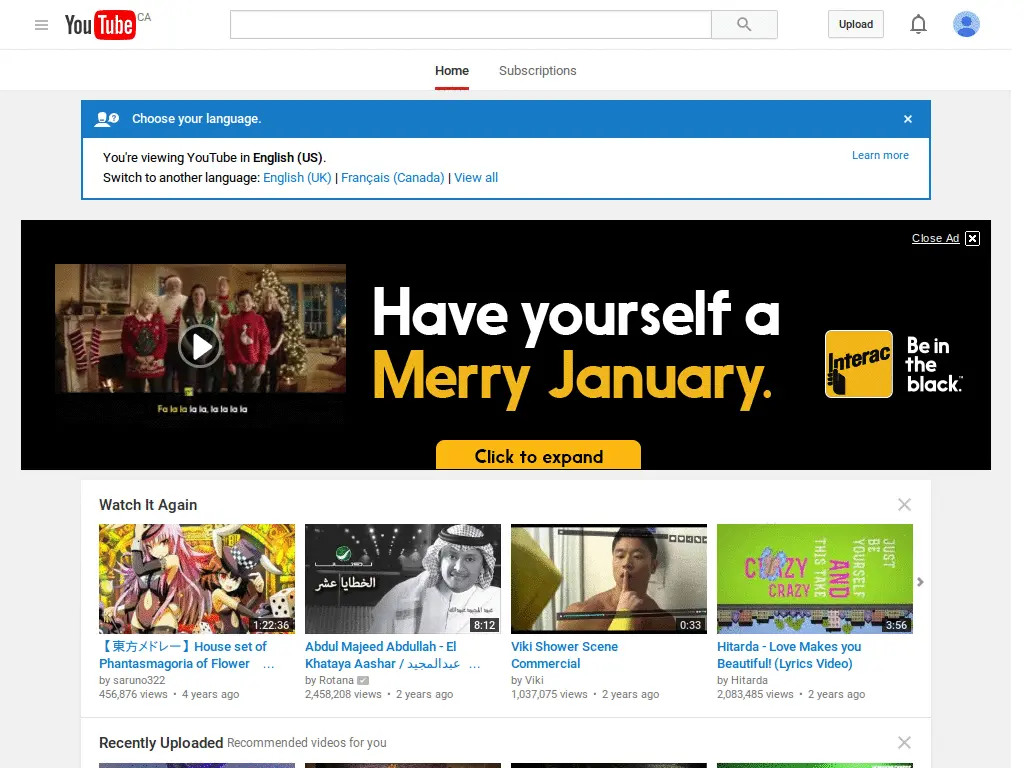 YouTube CA
Upload
Home Subscriptions
Choose your language.
You're viewing YouTube in English (US).
Learn more
Switch to another language: English (UK) | Français (Canada) | View all
Close Ad
Have yourself a
Merry January.
Fa la la la la, la la la la
Interac
Be in
the
black.
Click to expand
Watch It Again
1:22:36
الخطايا عشر
8:12
0:33
CRAZY
CRAZY
THIS TAKE
AND
YOURSELF
BE
JUST
3:56
【東方メドレー】House set of
Phantasmagoria of Flower ...
by saruno322
456,876 views • 4 years ago
Abdul Majeed Abdullah - El
Khataya Aashar / عبدالمجيد ...
by Rotana
2,458,208 views • 2 years ago
Viki Shower Scene
Commercial
by Viki
1,037,075 views • 2 years ago
Hitarda - Love Makes you
Beautiful! (Lyrics Video)
by Hitarda
2,083,485 views • 2 years ago
Recently Uploaded Recommended videos for you